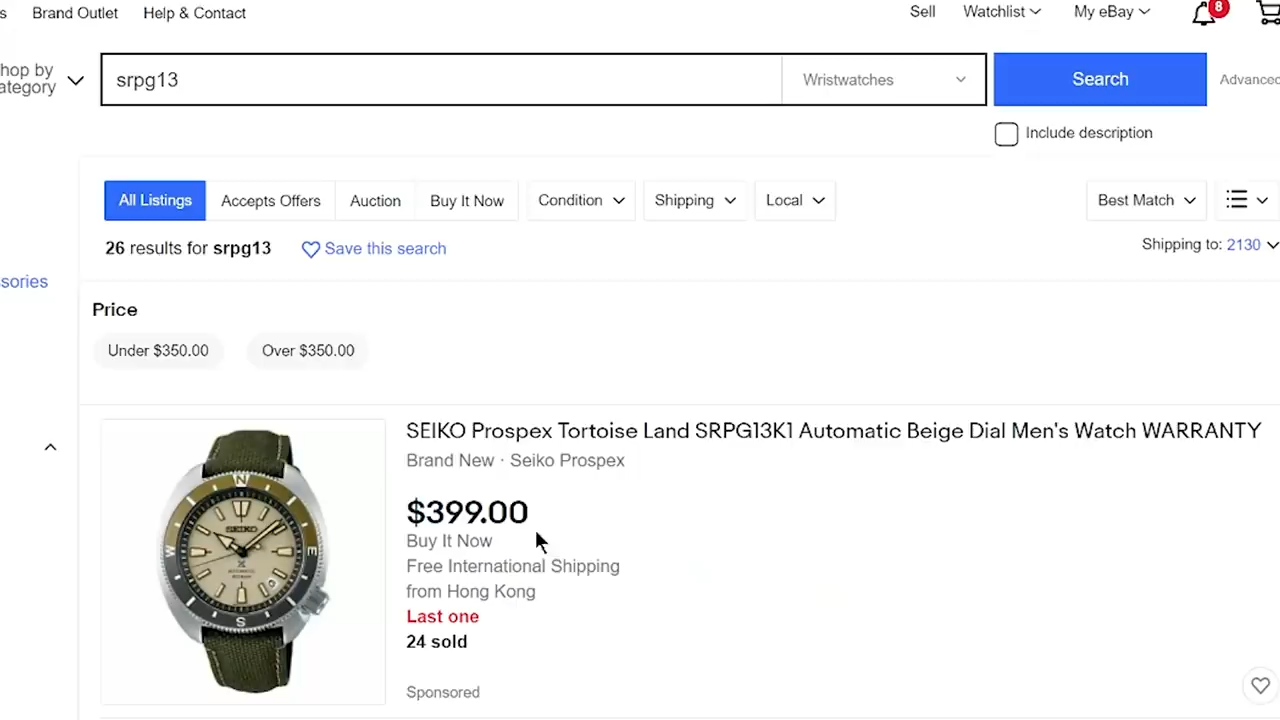 s Brand Outlet Help & Contact Sell Watchlist My eBay 8
hop by
ategory
srpg13 Wristwatches Search Advanced
Include description
All Listings Accepts Offers Auction Buy It Now Condition Shipping Local Best Match
26 results for srpg13 Save this search Shipping to: 2130
ssories
Price
Under $350.00 Over $350.00
SEIKO Prospex Tortoise Land SRPG13K1 Automatic Beige Dial Men's Watch WARRANTY
Brand New · Seiko Prospex
$399.00
Buy It Now
Free International Shipping
from Hong Kong
Last one
24 sold
Sponsored
N
SEIKO
W E
AUTOMATIC
S